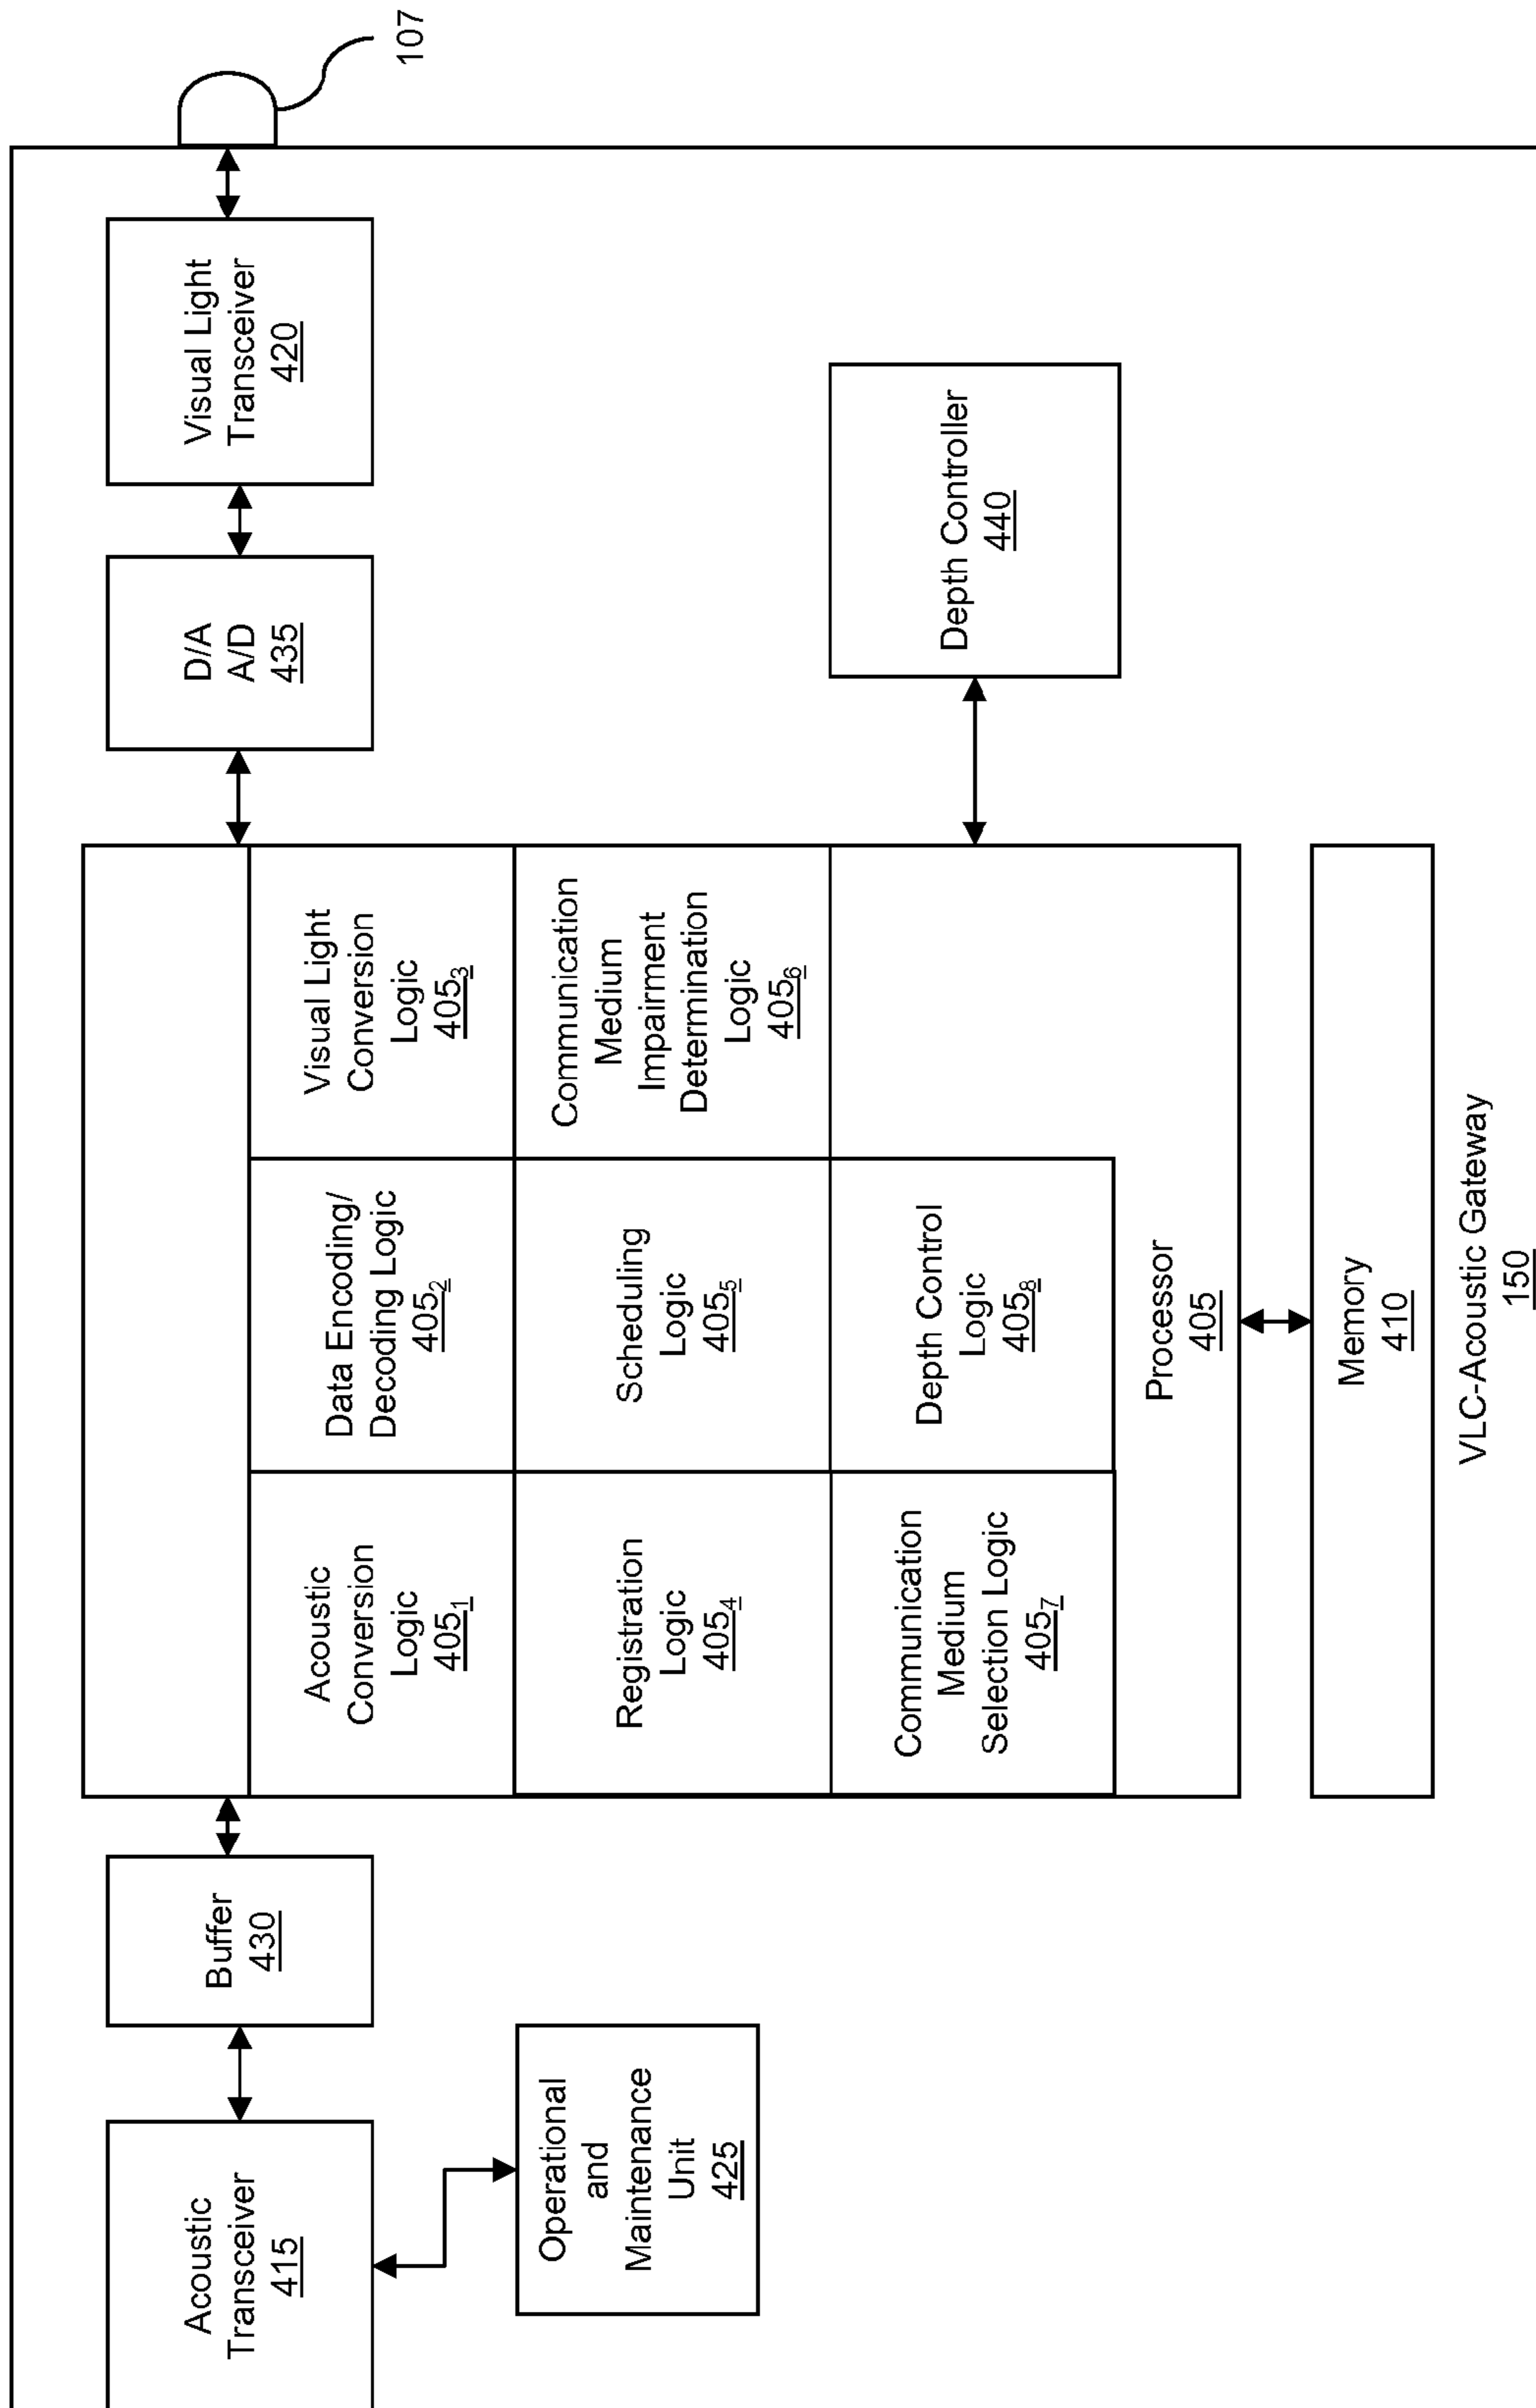 Acoustic
Transceiver
415
Buffer
430
Operational
and
Maintenance
Unit
425
Acoustic
Conversion
Logic
405₁
Data Encoding/
Decoding Logic
405₂
Visual Light
Conversion
Logic
405₃
Registration
Logic
405₄
Scheduling
Logic
405₅
Communication
Medium
Impairment
Determination
Logic
405₆
Communication
Medium
Selection Logic
405₇
Depth Control
Logic
405₈
Processor
405
Memory
410
D/A
A/D
435
Visual Light
Transceiver
420
107
Depth Controller
440
VLC-Acoustic Gateway
150